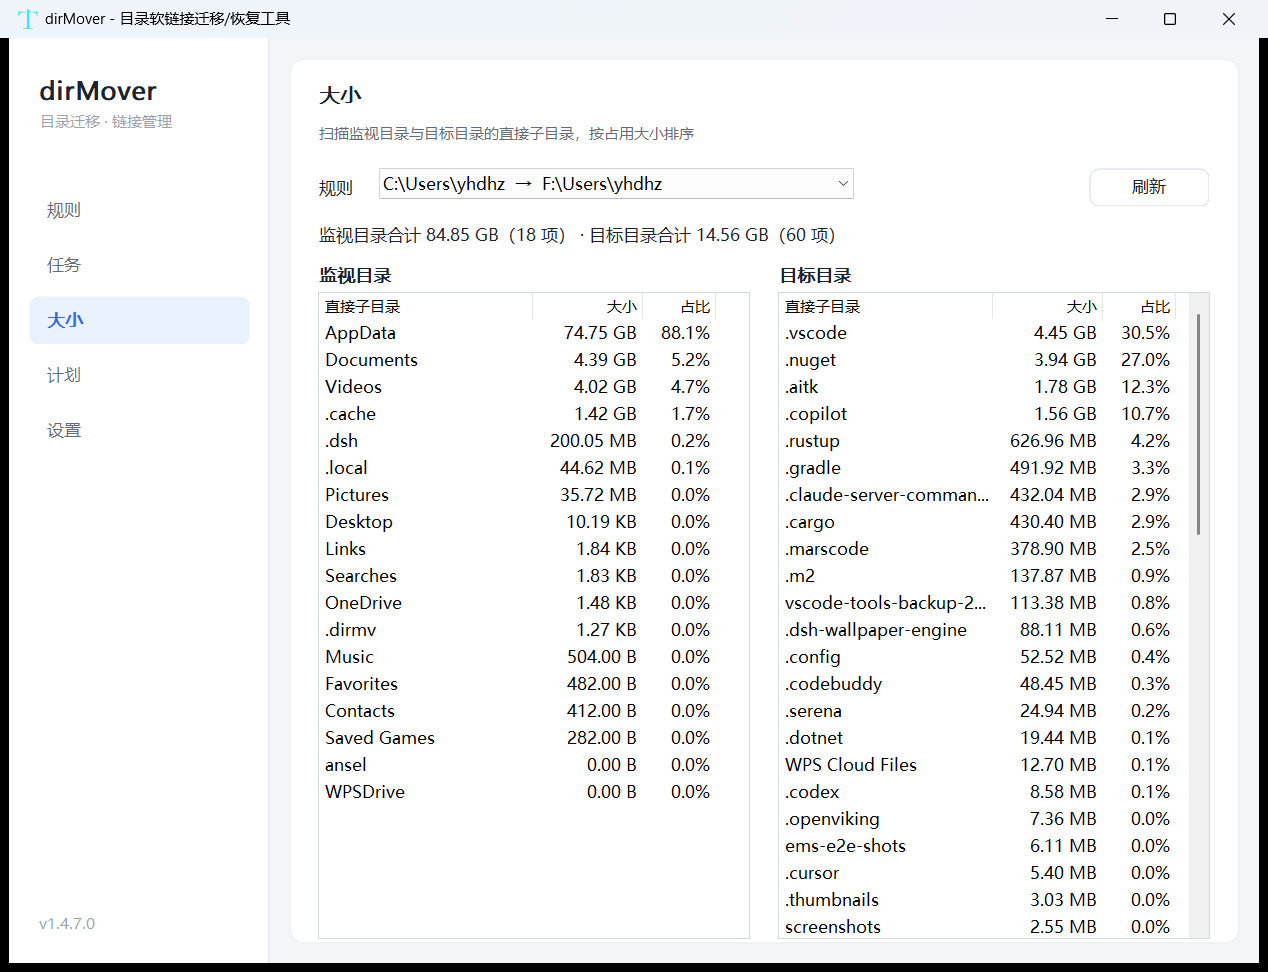 dirMover - 目录软链接迁移/恢复工具
dirMover
目录迁移 · 链接管理
规则
任务
大小
计划
设置
v1.4.7.0
大小
扫描监视目录与目标目录的直接子目录，按占用大小排序
规则 C:\Users\yhdhz → F:\Users\yhdhz 刷新
监视目录合计 84.85 GB（18 项） · 目标目录合计 14.56 GB（60 项）
监视目录
直接子目录 大小 占比
AppData 74.75 GB 88.1%
Documents 4.39 GB 5.2%
Videos 4.02 GB 4.7%
.cache 1.42 GB 1.7%
.dsh 200.05 MB 0.2%
.local 44.62 MB 0.1%
Pictures 35.72 MB 0.0%
Desktop 10.19 KB 0.0%
Links 1.84 KB 0.0%
Searches 1.83 KB 0.0%
OneDrive 1.48 KB 0.0%
.dirmv 1.27 KB 0.0%
Music 504.00 B 0.0%
Favorites 482.00 B 0.0%
Contacts 412.00 B 0.0%
Saved Games 282.00 B 0.0%
ansel 0.00 B 0.0%
WPSDrive 0.00 B 0.0%
目标目录
直接子目录 大小 占比
.vscode 4.45 GB 30.5%
.nuget 3.94 GB 27.0%
.aitk 1.78 GB 12.3%
.copilot 1.56 GB 10.7%
.rustup 626.96 MB 4.2%
.gradle 491.92 MB 3.3%
.claude-server-comman... 432.04 MB 2.9%
.cargo 430.40 MB 2.9%
.marscode 378.90 MB 2.5%
.m2 137.87 MB 0.9%
vscode-tools-backup-2... 113.38 MB 0.8%
.dsh-wallpaper-engine 88.11 MB 0.6%
.config 52.52 MB 0.4%
.codebuddy 48.45 MB 0.3%
.serena 24.94 MB 0.2%
.dotnet 19.44 MB 0.1%
WPS Cloud Files 12.70 MB 0.1%
.codex 8.58 MB 0.1%
.openviking 7.36 MB 0.0%
ems-e2e-shots 6.11 MB 0.0%
.cursor 5.40 MB 0.0%
.thumbnails 3.03 MB 0.0%
screenshots 2.55 MB 0.0%